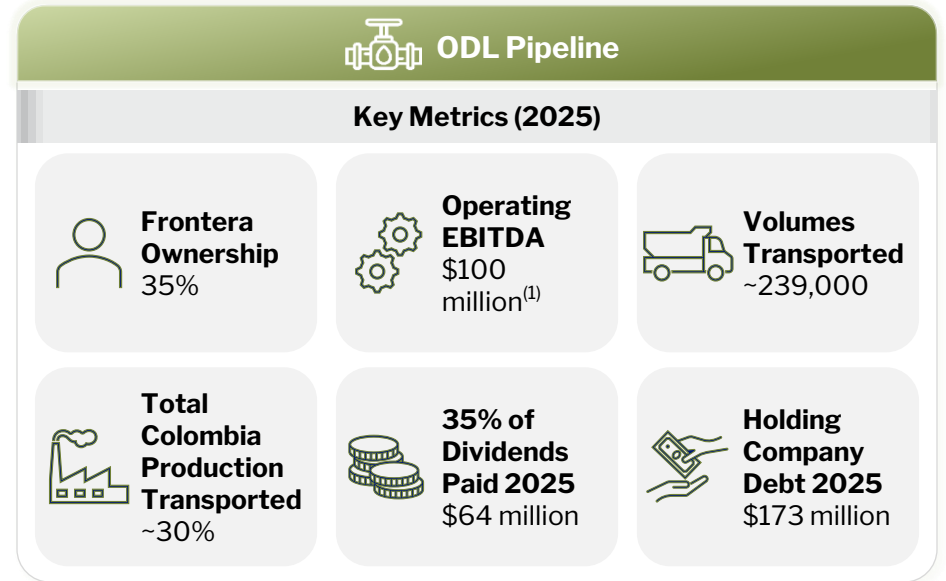 ODL Pipeline
Key Metrics (2025)
Frontera
Ownership
35%
Operating
EBITDA
$100
million(1)
Volumes
Transported
~239,000
Total
Colombia
Production
Transported
~30%
35% of
Dividends
Paid 2025
$64 million
Holding
Company
Debt 2025
$173 million